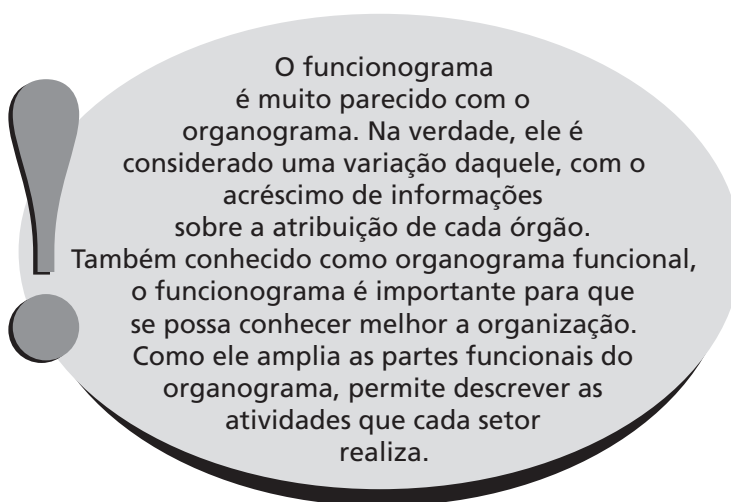 O funcionograma
é muito parecido com o
organograma. Na verdade, ele é
considerado uma variação daquele, com o
acréscimo de informações
sobre a atribuição de cada órgão.
Também conhecido como organograma funcional,
o funcionograma é importante para que
se possa conhecer melhor a organização.
Como ele amplia as partes funcionais do
organograma, permite descrever as
atividades que cada setor
realiza.